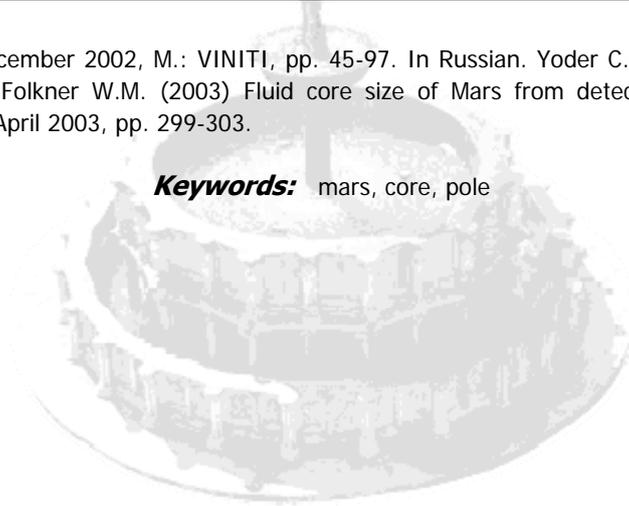 cember 2002, M.: VINITI, pp. 45-97. In Russian. Yoder C.
Folkner W.M. (2003) Fluid core size of Mars from detec
April 2003, pp. 299-303.
Keywords: mars, core, pole